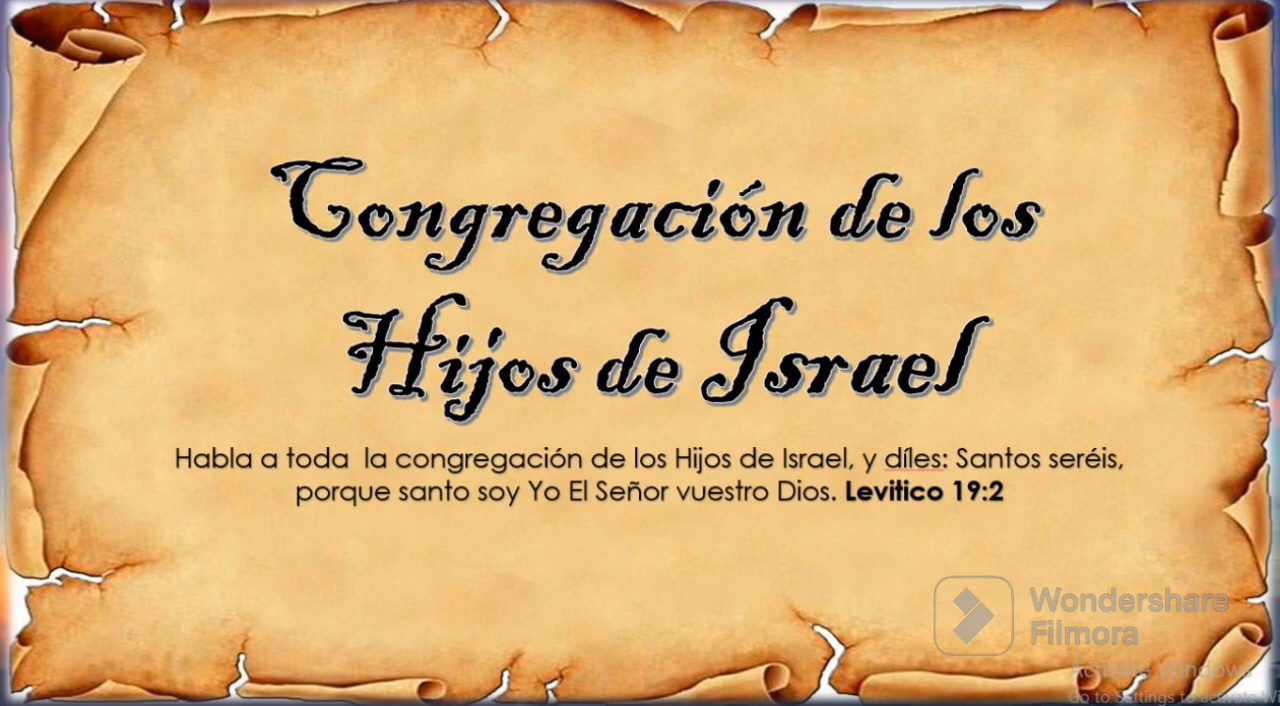 Congregación de los
Hijos de Israel
Habla a toda  la congregación de los Hijos de Israel, y díles: Santos seréis,
porque santo soy Yo El Señor vuestro Dios. Levitico 19:2
Wondershare
Filmora
Activate Windows
Go to Settings to activate Wi